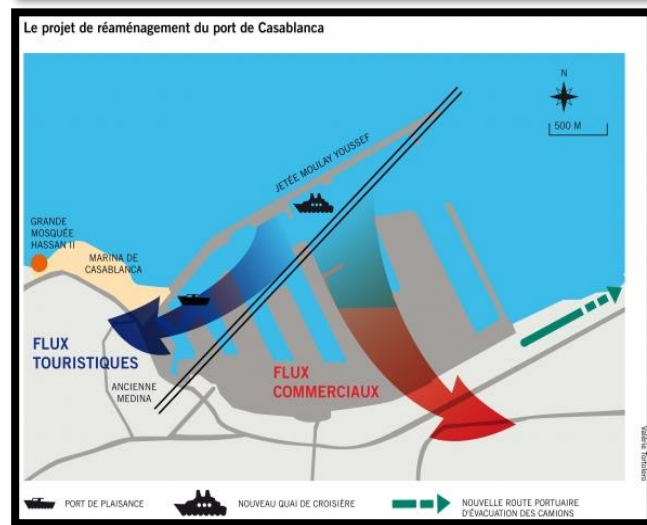 Le projet de réaménagement du port de Casablanca
N
500 M
JETÉE MOULAY YOUSSEF
GRANDE
MOSQUÉE
HASSAN II
MARINA DE
CASABLANCA
FLUX
TOURISTIQUES
ANCIENNE
MEDINA
FLUX
COMMERCIAUX
Valérie Tortolero
PORT DE PLAISANCE
NOUVEAU QUAI DE CROISIÈRE
NOUVELLE ROUTE PORTUAIRE
D'ÉVACUATION DES CAMIONS